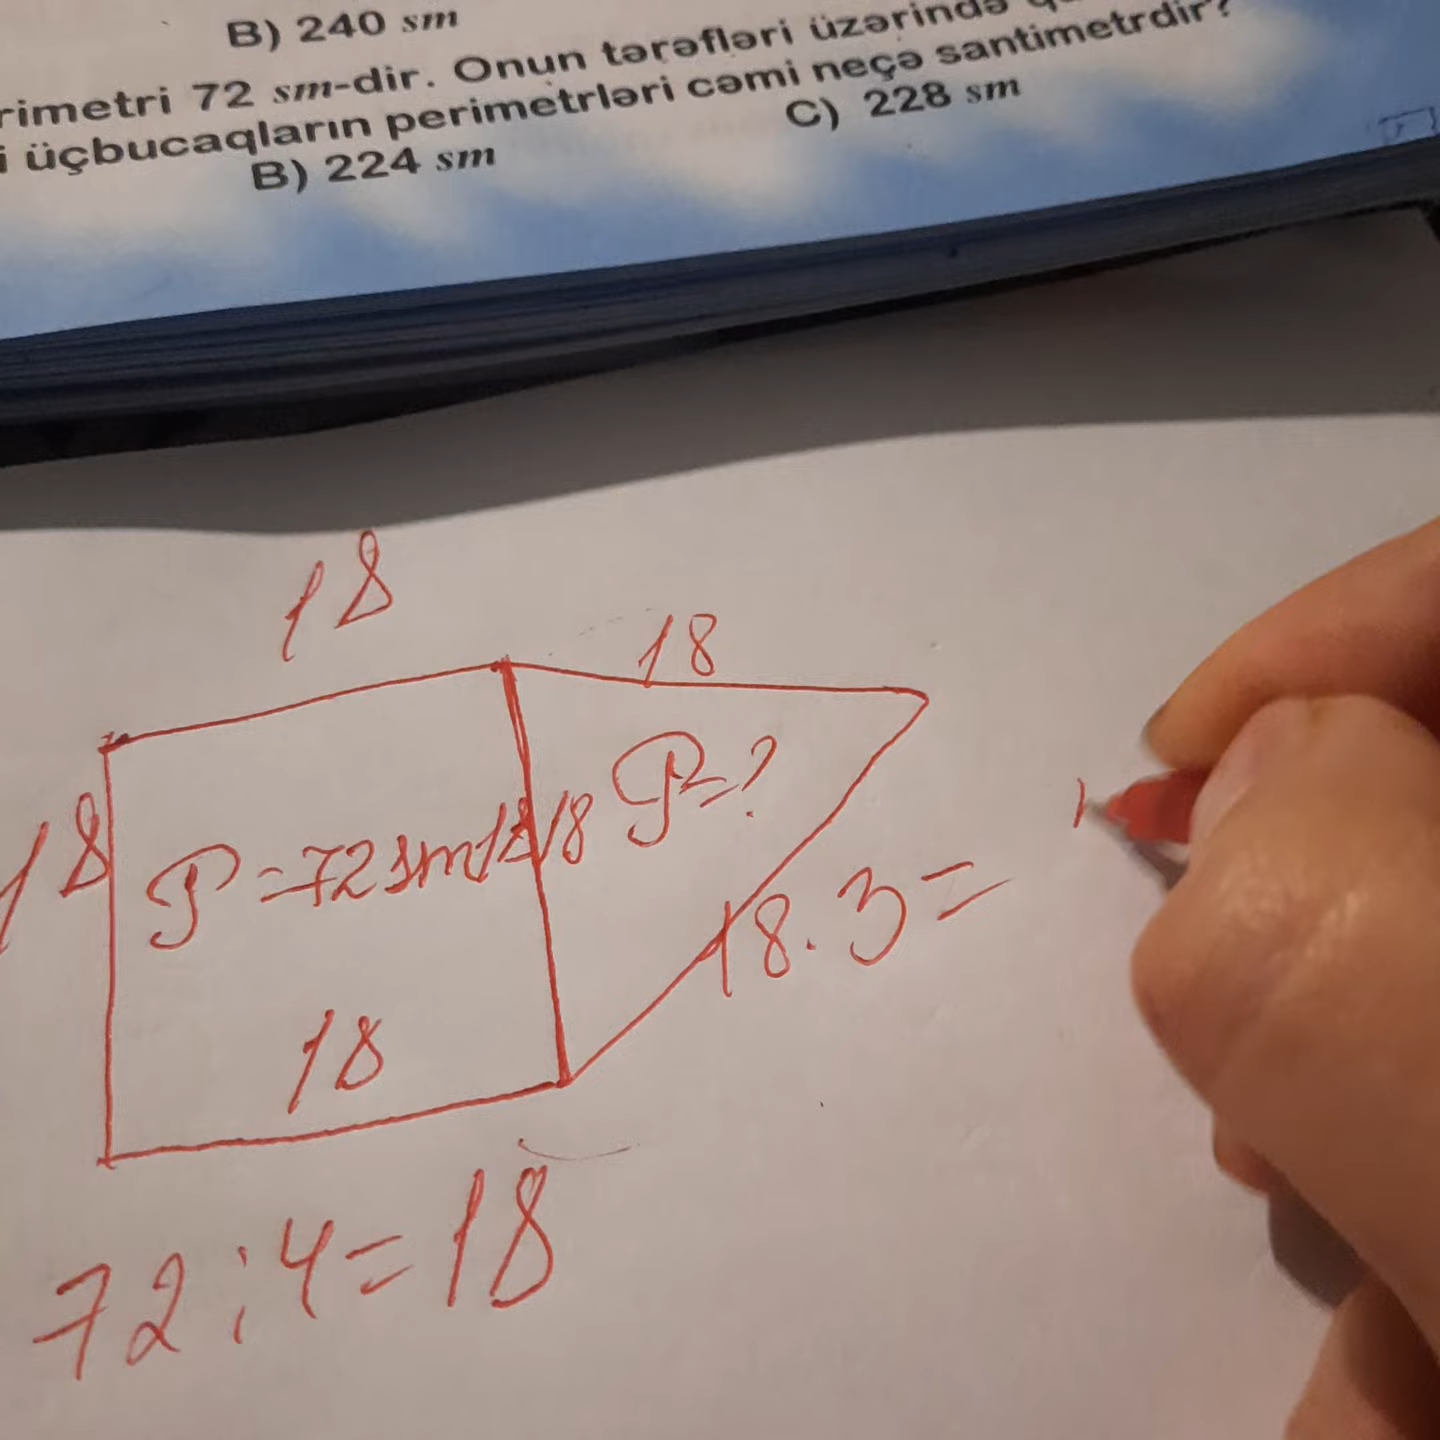 B) 240 sm
rimetri 72 sm-dir. Onun tərəfləri üzərində
i üçbucaqların perimetrləri cəmi neçə santimetrdir?
B) 224 sm
C) 228 sm
18
18
18
P=72sm
18
P=?
18.3=
18
72:4=18